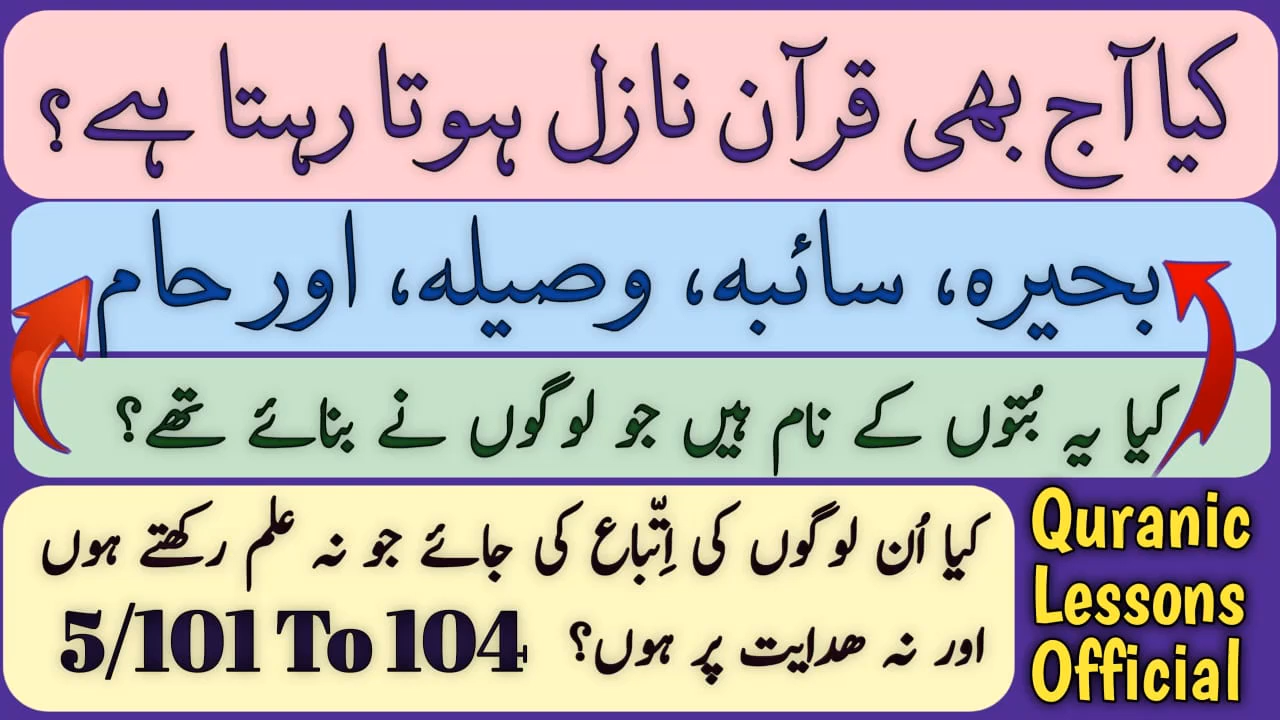 کیا آج بھی قرآن نازل ہوتا رہتا ہے؟
بحیرہ، سائبہ، وصیلہ، اور حام
کیا یہ بُتوں کے نام ہیں جو لوگوں نے بنائے تھے؟
کیا اُن لوگوں کی اِتّباع کی جائے جو نہ علم رکھتے ہوں
اور نہ ھدایت پر ہوں؟ 5/101 To 104
Quranic
Lessons
Official